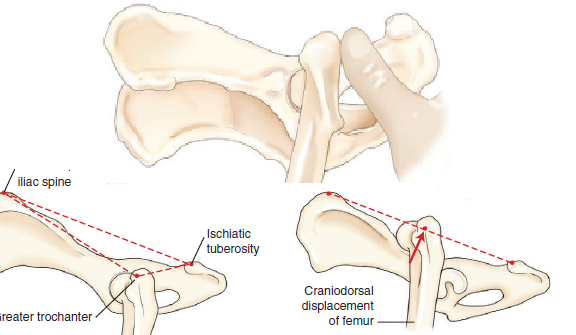 iliac spine
Ischiatic
tuberosity
reater trochanter
Craniodorsal
displacement
of femur